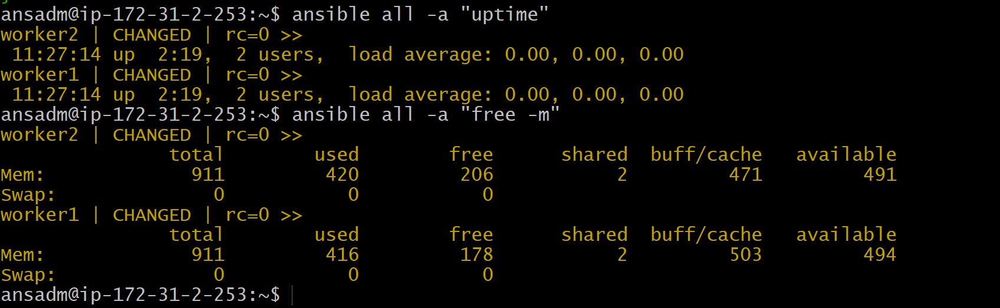 ansadm@ip-172-31-2-253:~$ ansible all -a "uptime"
worker2 | CHANGED | rc=0 >>
 11:27:14 up  2:19,  2 users,  load average: 0.00, 0.00, 0.00
worker1 | CHANGED | rc=0 >>
 11:27:14 up  2:19,  2 users,  load average: 0.00, 0.00, 0.00
ansadm@ip-172-31-2-253:~$ ansible all -a "free -m"
worker2 | CHANGED | rc=0 >>
               total        used        free      shared  buff/cache   available
Mem:             911         420         206           2         471         491
Swap:              0           0           0
worker1 | CHANGED | rc=0 >>
               total        used        free      shared  buff/cache   available
Mem:             911         416         178           2         503         494
Swap:              0           0           0
ansadm@ip-172-31-2-253:~$